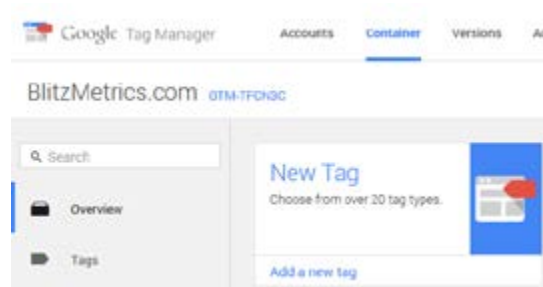 Google Tag Manager Accounts Container Versions A
BlitzMetrics.com
Search
New Tag
Choose from over 20 tag types.
Overview
Tags
Add a new tag